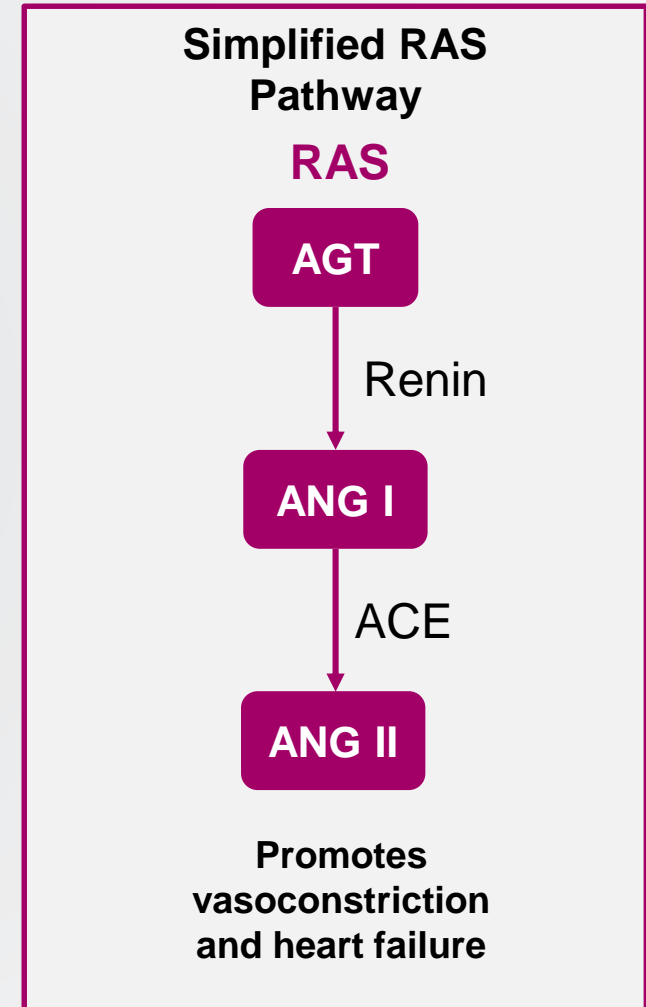 Simplified RAS
Pathway
RAS
AGT
Renin
ANG I
ACE
ANG II
Promotes
vasoconstriction
and heart failure